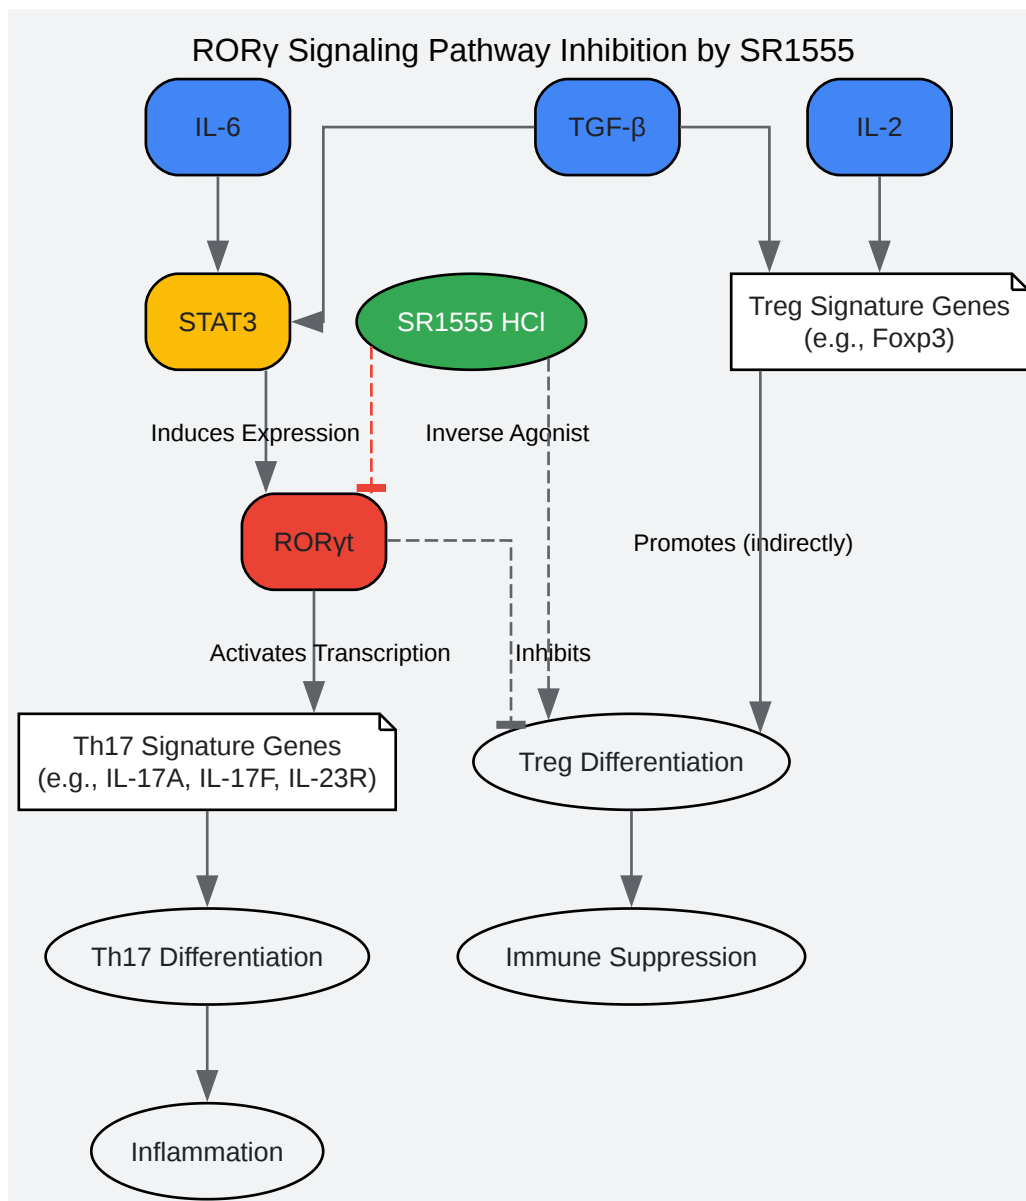 RORγ Signaling Pathway Inhibition by SR1555
IL-6
TGF-β
IL-2
STAT3
SR1555 HCl
Treg Signature Genes
(e.g., Foxp3)
Induces Expression
Inverse Agonist
RORγt
Promotes (indirectly)
Activates Transcription
Inhibits
Th17 Signature Genes
(e.g., IL-17A, IL-17F, IL-23R)
Treg Differentiation
Th17 Differentiation
Immune Suppression
Inflammation